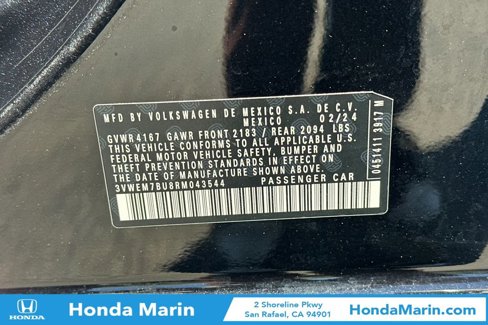 MFD BY VOLKSWAGEN DE MEXICO S.A. DE C.V.
02/24
GVWR 4167 GAWR FRONT 2183 / REAR 2094 LBS
THIS VEHICLE CONFORMS TO ALL APPLICABLE U.S.
FEDERAL MOTOR VEHICLE SAFETY, BUMPER AND
THEFT PREVENTION STANDARDS IN EFFECT ON
THE DATE OF MANUFACTURE SHOWN ABOVE.
3VWEM7BU8RM043544 PASSENGER CAR
0451411 3917 M
HONDA
Honda Marin
2 Shoreline Pkwy
San Rafael, CA 94901
HondaMarin.com